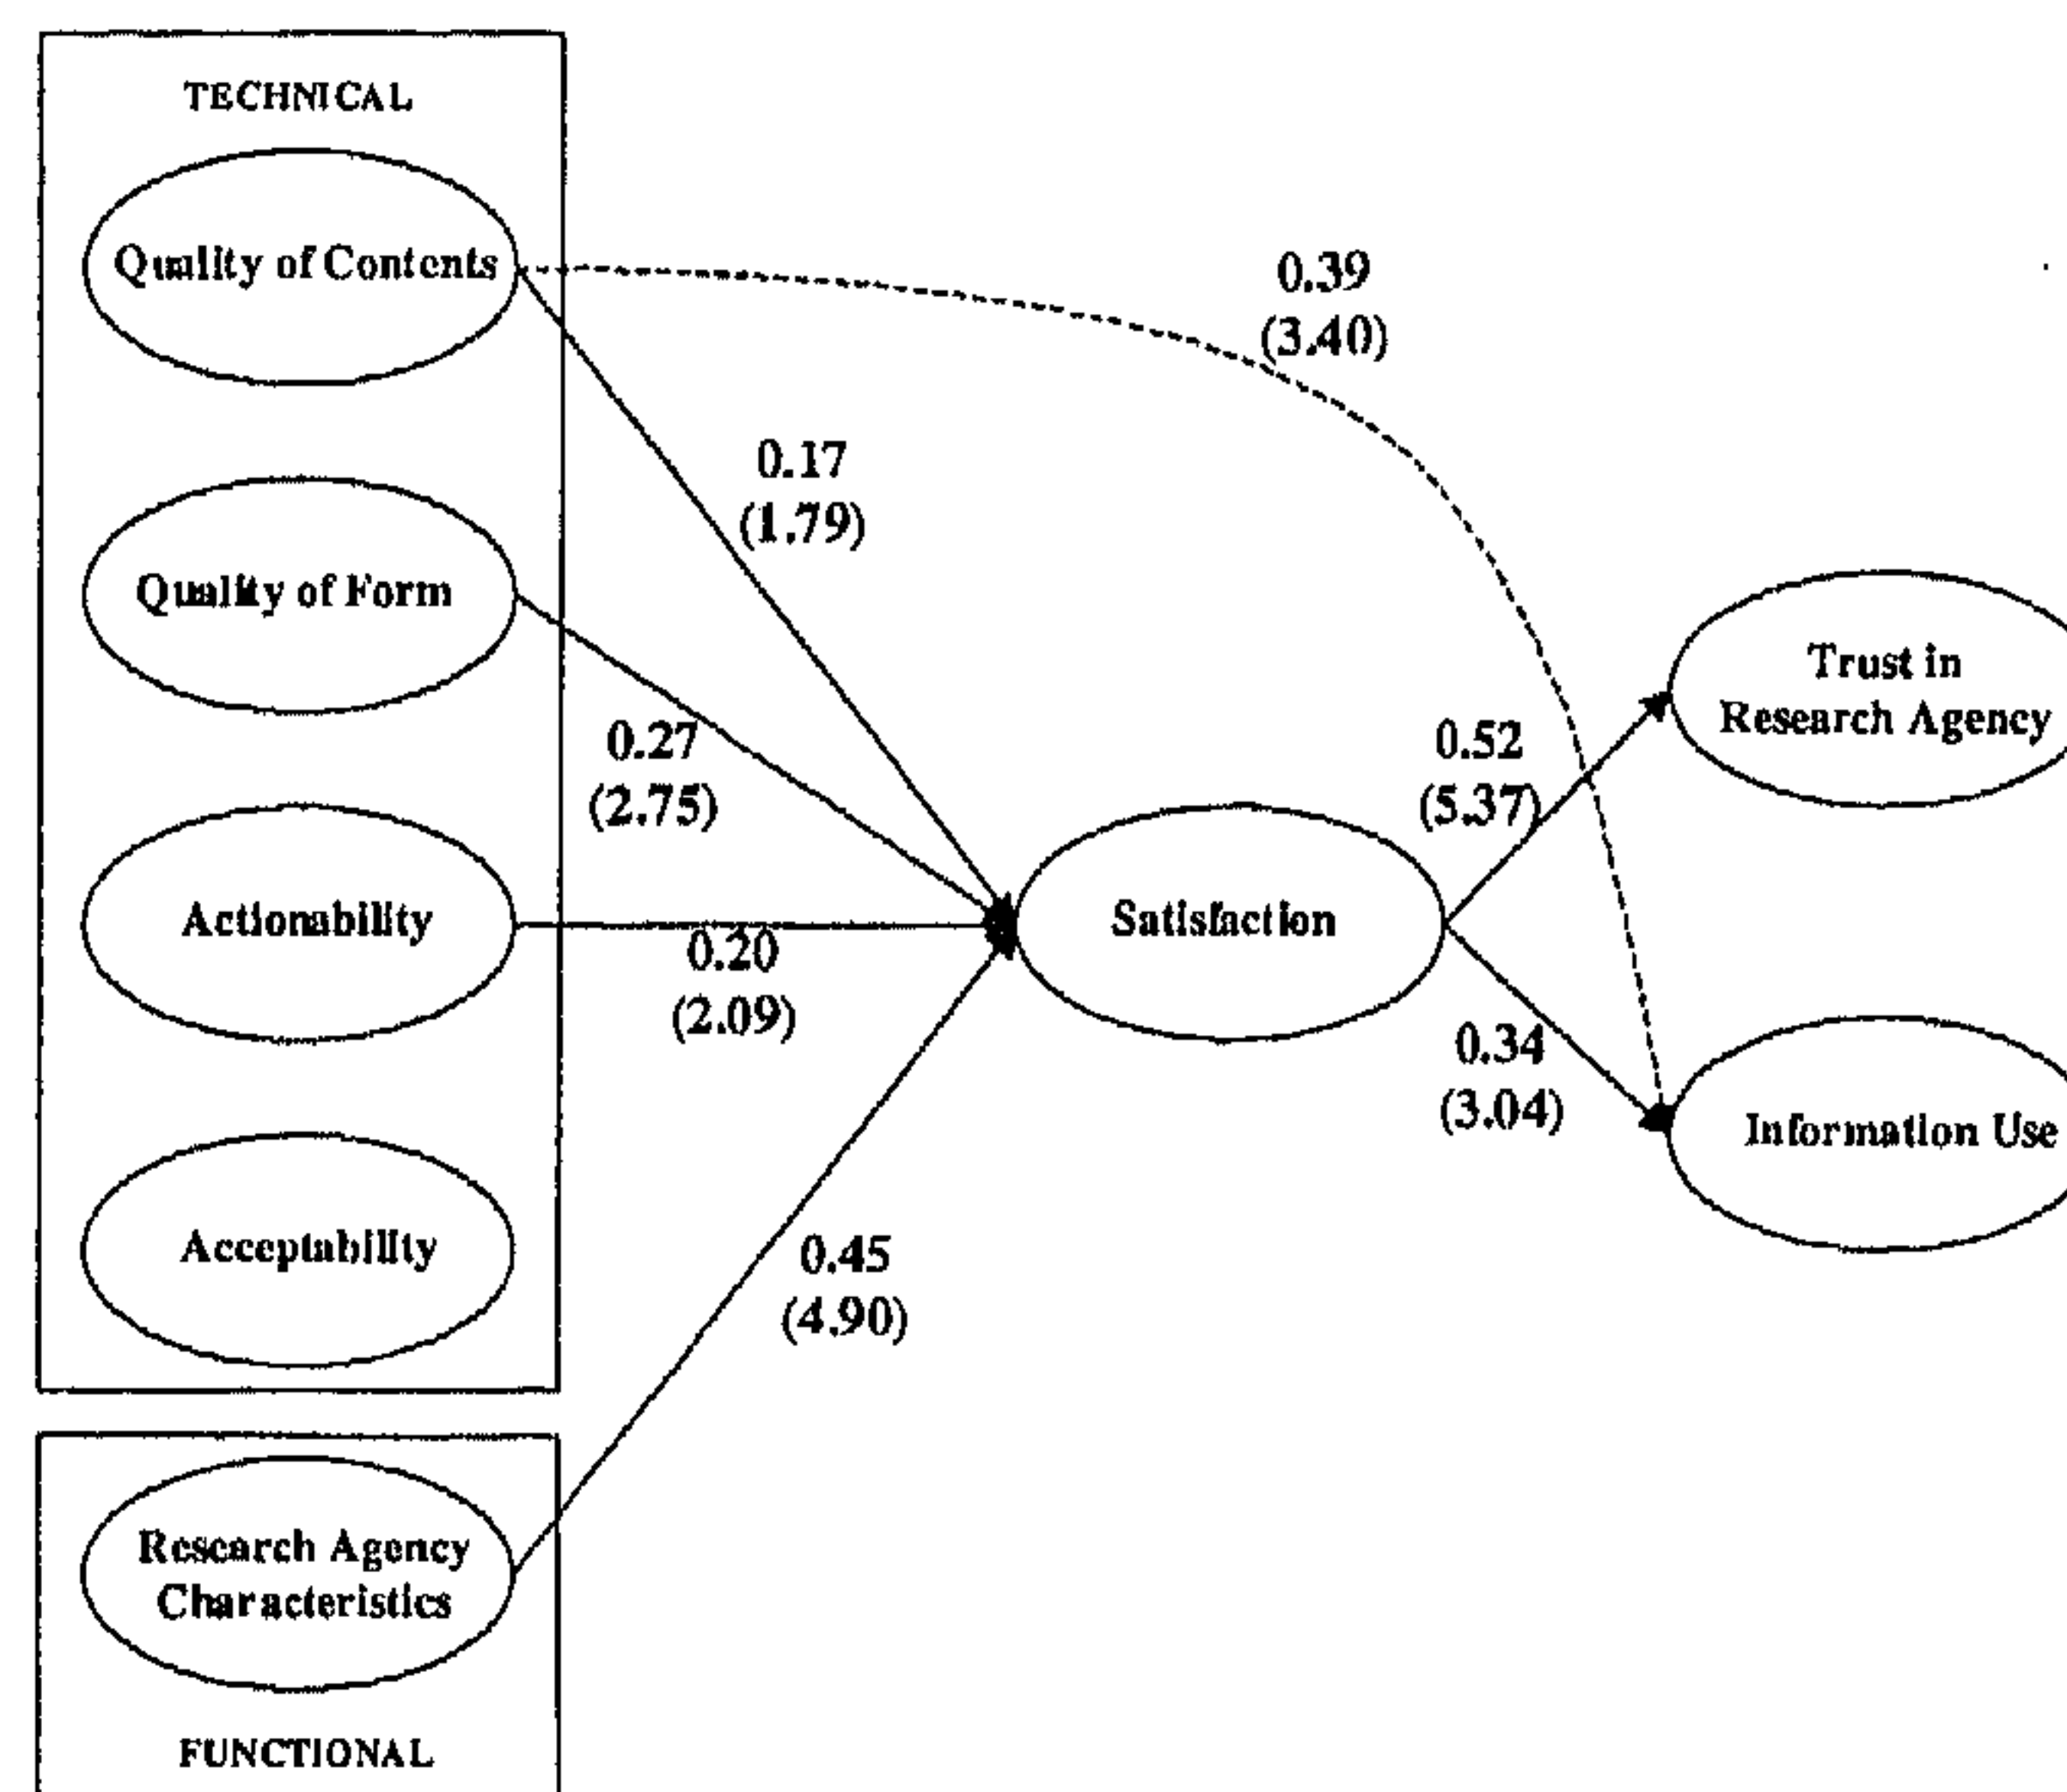 TECHNICAL
Quality of Contents
0.39
(3.40)
0.17
(1.79)
Quality of Form
Trust in
Research Agency
0.27
(2.75)
0.52
(5.37)
Actionability
Satisfaction
0.20
(2.09)
0.34
(3.04)
Information Use
Acceptability
0.45
(4.90)
Research Agency
Characteristics
FUNCTIONAL